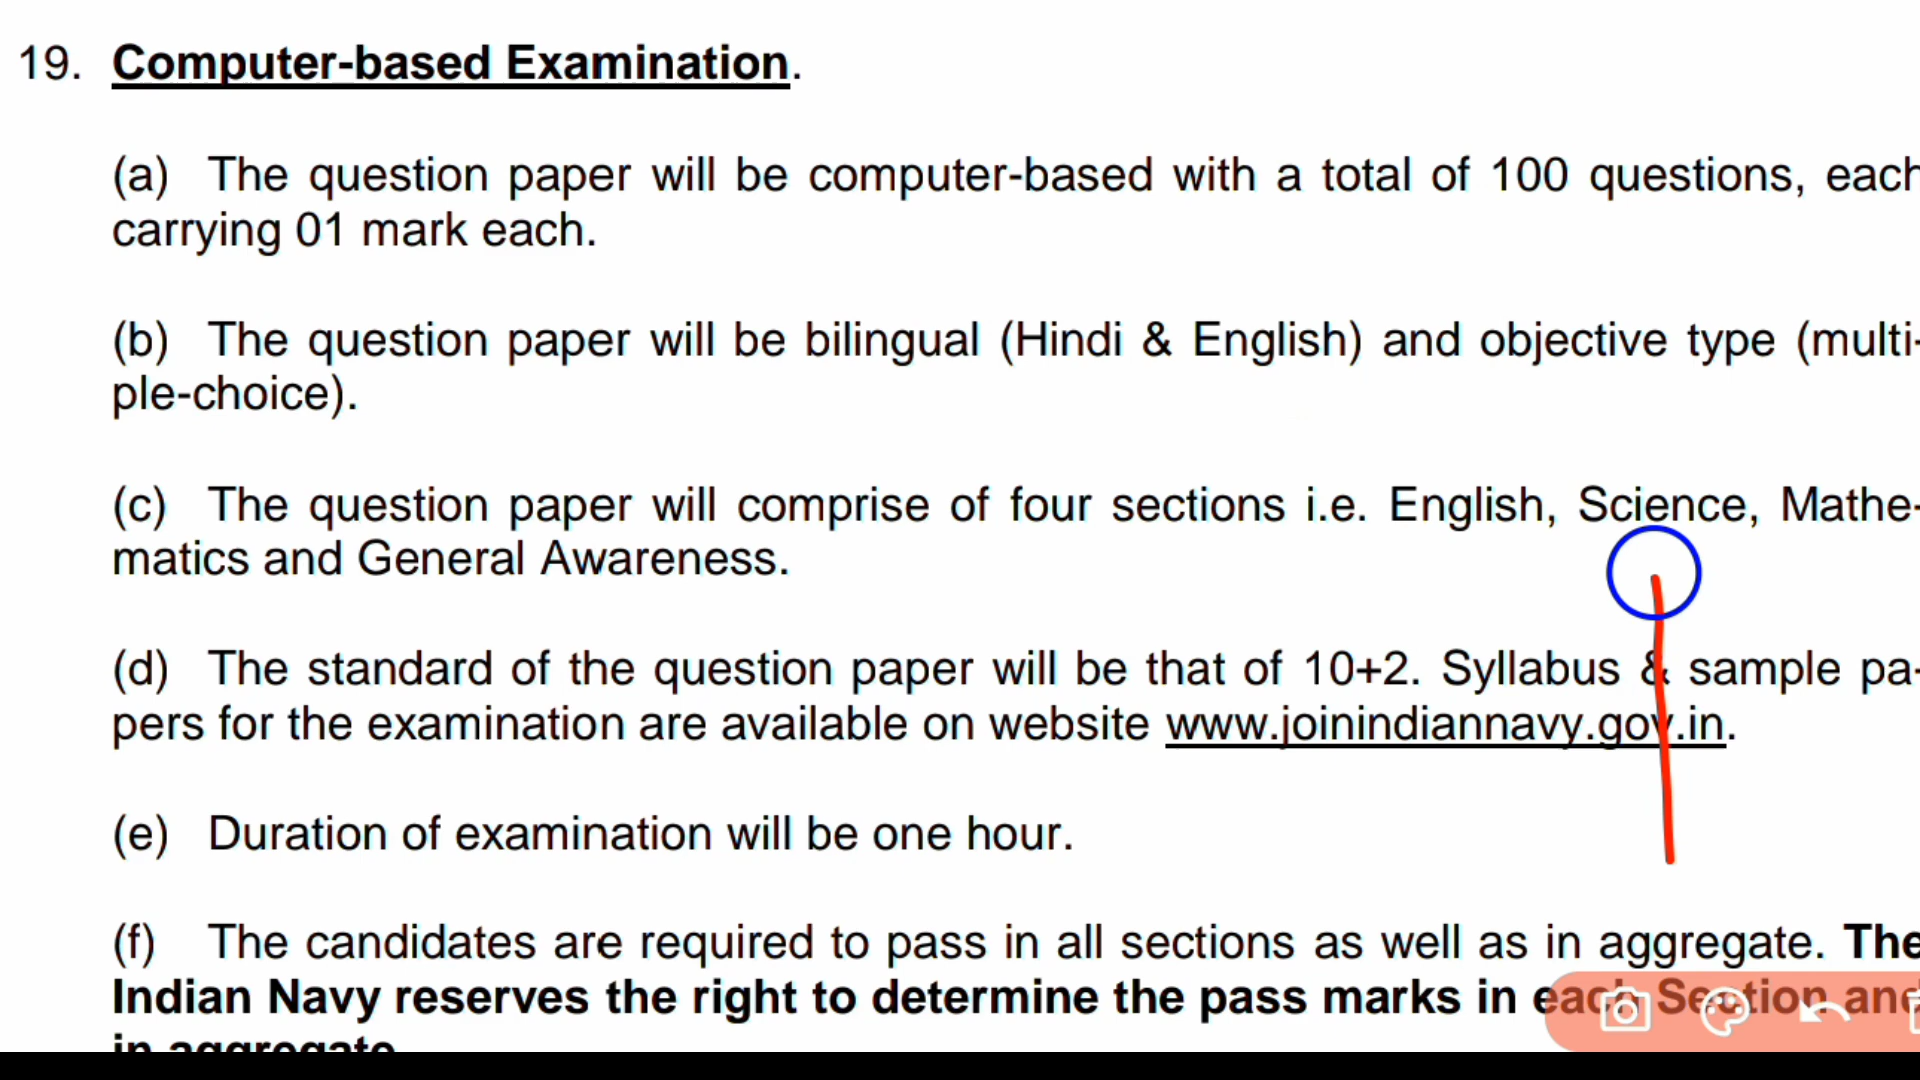 19. Computer-based Examination.
(a) The question paper will be computer-based with a total of 100 questions, each
carrying 01 mark each.
(b) The question paper will be bilingual (Hindi & English) and objective type (multi-
ple-choice).
(c) The question paper will comprise of four sections i.e. English, Science, Mathe-
matics and General Awareness.
(d) The standard of the question paper will be that of 10+2. Syllabus & sample pa-
pers for the examination are available on website www.joinindiannavy.gov.in.
(e) Duration of examination will be one hour.
(f) The candidates are required to pass in all sections as well as in aggregate. The
Indian Navy reserves the right to determine the pass marks in each Section and
in aggregate